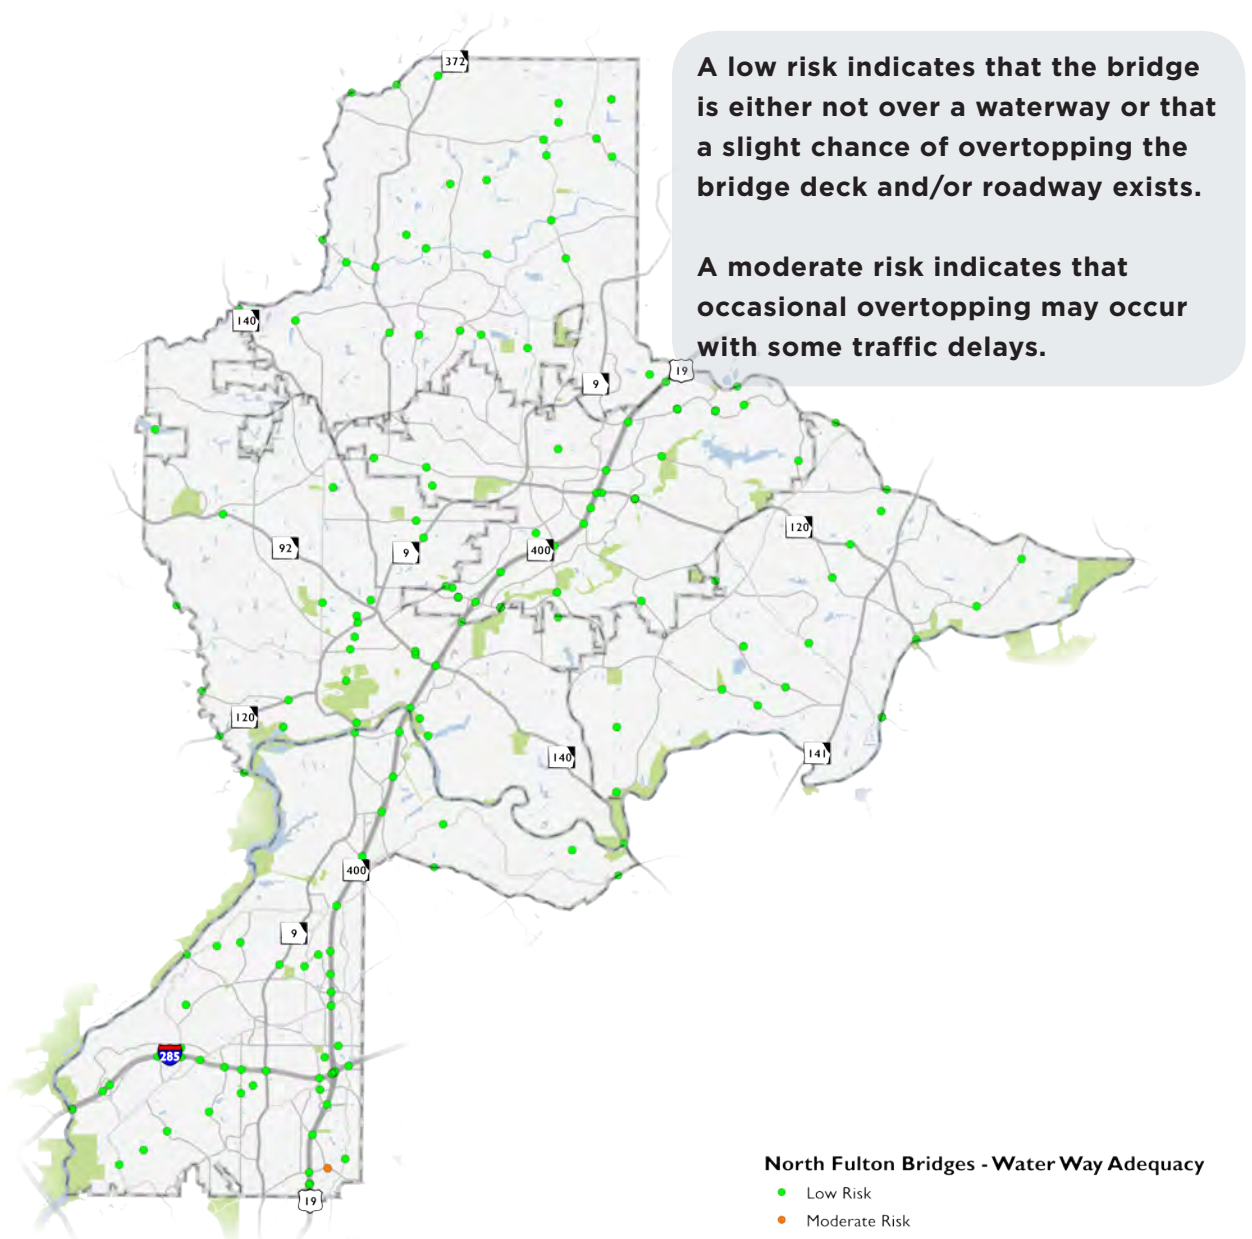 372
A low risk indicates that the bridge
is either not over a waterway or that
a slight chance of overtopping the
bridge deck and/or roadway exists.
A moderate risk indicates that
occasional overtopping may occur
with some traffic delays.
140
19
9
120
92
9
400
120
140
141
400
9
285
19
North Fulton Bridges - Water Way Adequacy
Low Risk
Moderate Risk